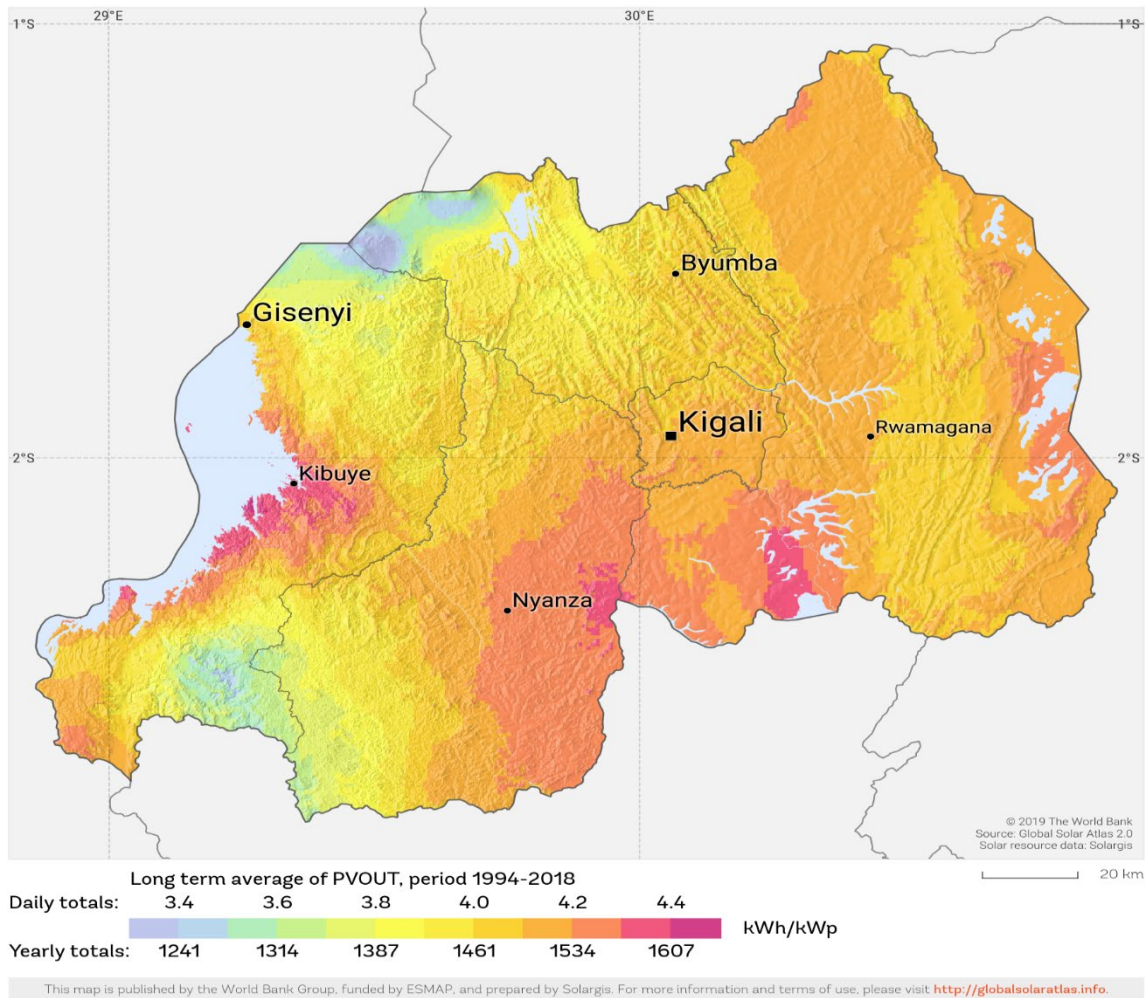 29°E 30°E
1°S 1°S
Byumba
Gisenyi
Kigali
Rwamagana
2°S 2°S
Kibuye
Nyanza
© 2019 The World Bank
Source: Global Solar Atlas 2.0
Solar resource data: Solargis
20 km
Long term average of PVOUT, period 1994-2018
Daily totals: 3.4 3.6 3.8 4.0 4.2 4.4
kWh/kWp
Yearly totals: 1241 1314 1387 1461 1534 1607
This map is published by the World Bank Group, funded by ESMAP, and prepared by Solargis. For more information and terms of use, please visit http://globalsolaratlas.info.